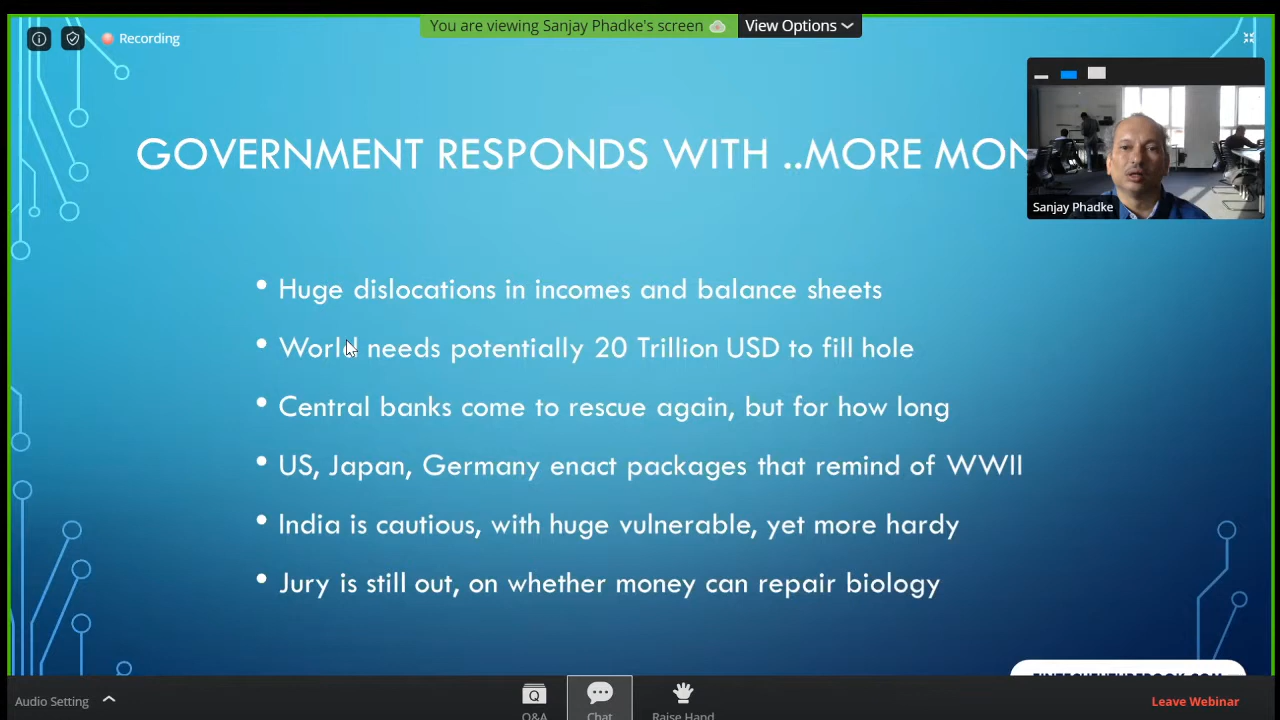 You are viewing Sanjay Phadke's screen
View Options
Recording
GOVERNMENT RESPONDS WITH ..MORE MON
Sanjay Phadke
• Huge dislocations in incomes and balance sheets
• World needs potentially 20 Trillion USD to fill hole
• Central banks come to rescue again, but for how long
• US, Japan, Germany enact packages that remind of WWII
• India is cautious, with huge vulnerable, yet more hardy
• Jury is still out, on whether money can repair biology
Audio Setting
Q&A
Chat
Raise Hand
Leave Webinar